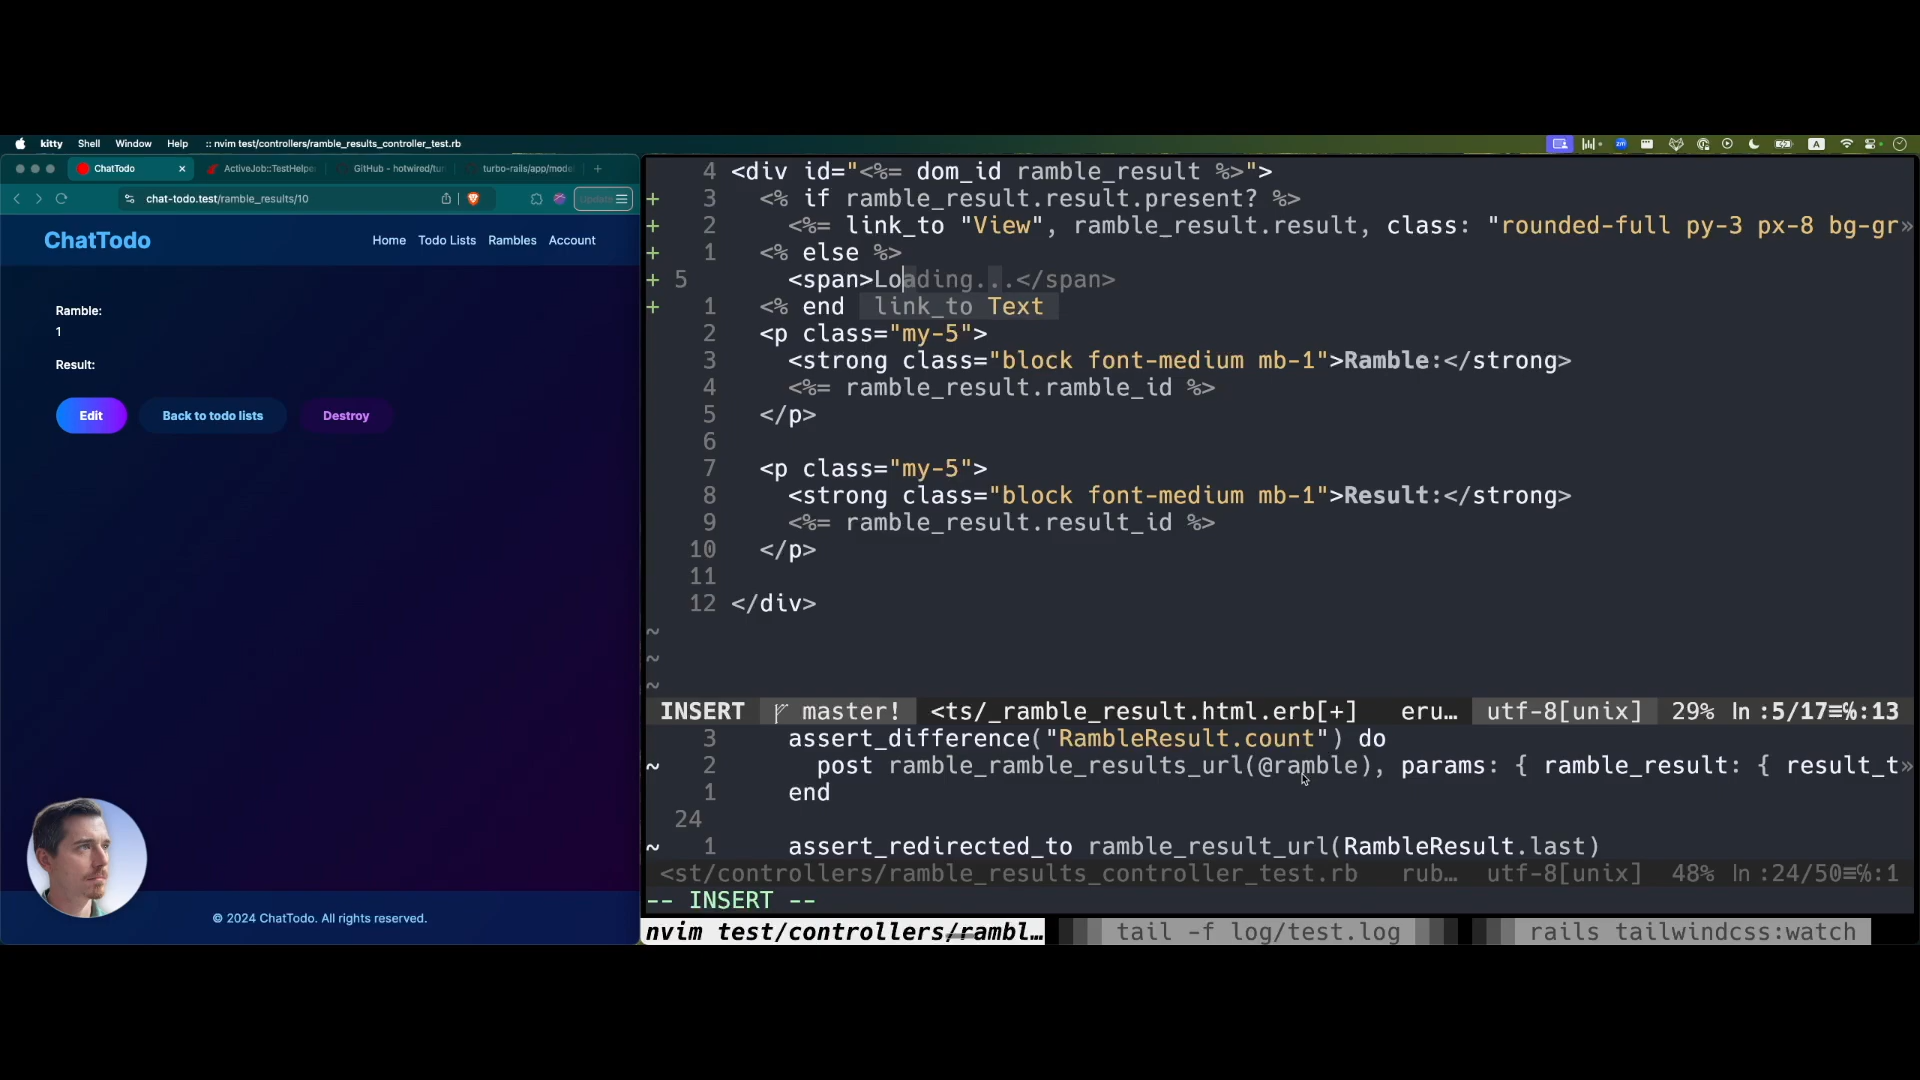 kitty Shell Window Help :: nvim test/controllers/ramble_results_controller_test.rb
zm A
ChatTodo × ActiveJob::TestHelpe GitHub - hotwired/tur turbo-rails/app/mode +
chat-todo.test/ramble_results/10 Update
ChatTodo
Home Todo Lists Rambles Account
Ramble:
1
Result:
Edit Back to todo lists Destroy
© 2024 ChatTodo. All rights reserved.
4 <div id="<%= dom_id ramble_result %>">
+ 3 <% if ramble_result.result.present? %>
+ 2 <%= link_to "View", ramble_result.result, class: "rounded-full py-3 px-8 bg-gr»
+ 1 <% else %>
+ 5 <span>Loading...</span>
+ 1 <% end link_to Text
2 <p class="my-5">
3 <strong class="block font-medium mb-1">Ramble:</strong>
4 <%= ramble_result.ramble_id %>
5 </p>
6
7 <p class="my-5">
8 <strong class="block font-medium mb-1">Result:</strong>
9 <%= ramble_result.result_id %>
10 </p>
11
12 </div>
~
~
~
INSERT master! <ts/_ramble_result.html.erb[+] eru… utf-8[unix] 29% ln :5/17≡%:13
3 assert_difference("RambleResult.count") do
~ 2 post ramble_ramble_results_url(@ramble), params: { ramble_result: { result_t»
1 end
24
~ 1 assert_redirected_to ramble_result_url(RambleResult.last)
<st/controllers/ramble_results_controller_test.rb rub… utf-8[unix] 48% ln :24/50≡%:1
-- INSERT --
nvim test/controllers/rambl… tail -f log/test.log rails tailwindcss:watch